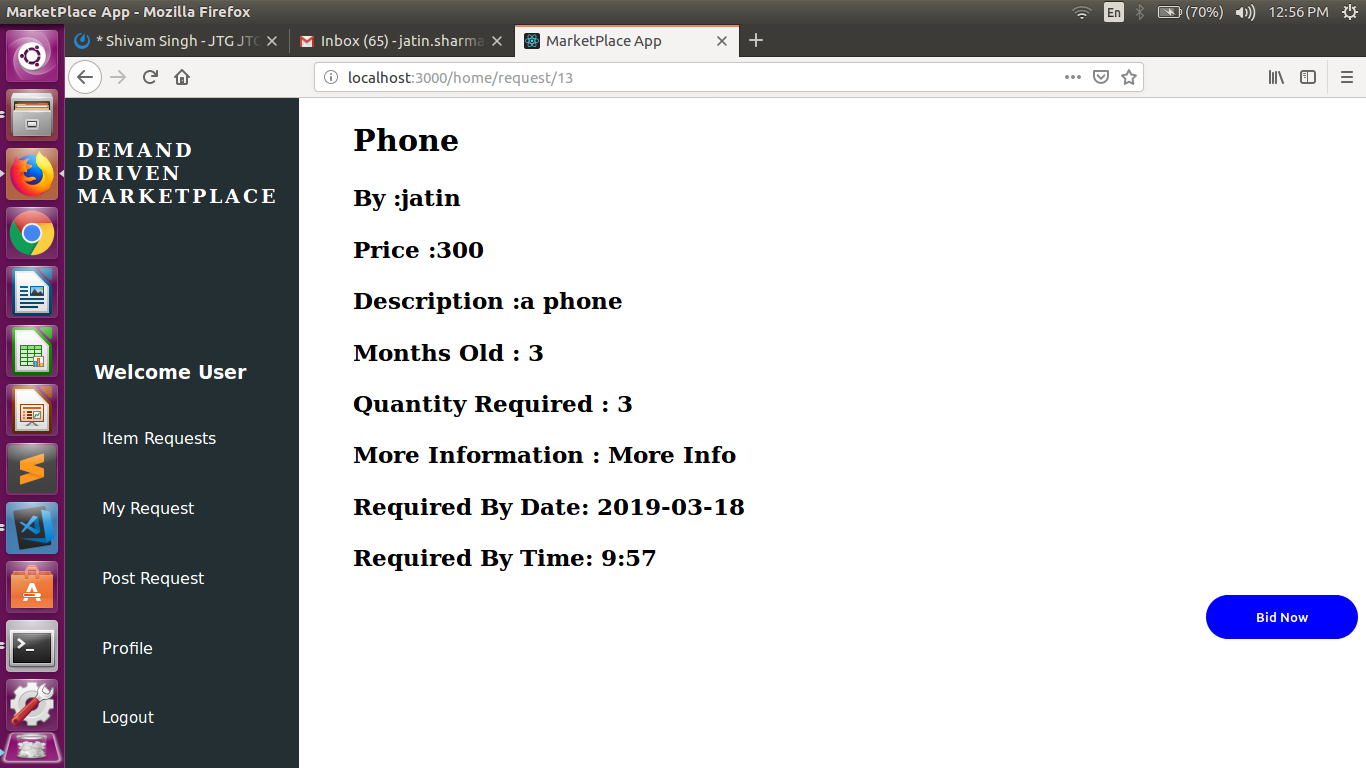 MarketPlace App - Mozilla Firefox
En
(70%)
12:56 PM
* Shivam Singh - JTG JTG
Inbox (65) - jatin.sharma
MarketPlace App
localhost:3000/home/request/13
DEMAND
DRIVEN
MARKETPLACE
Welcome User
Item Requests
My Request
Post Request
Profile
Logout
Phone
By :jatin
Price :300
Description :a phone
Months Old : 3
Quantity Required : 3
More Information : More Info
Required By Date: 2019-03-18
Required By Time: 9:57
Bid Now